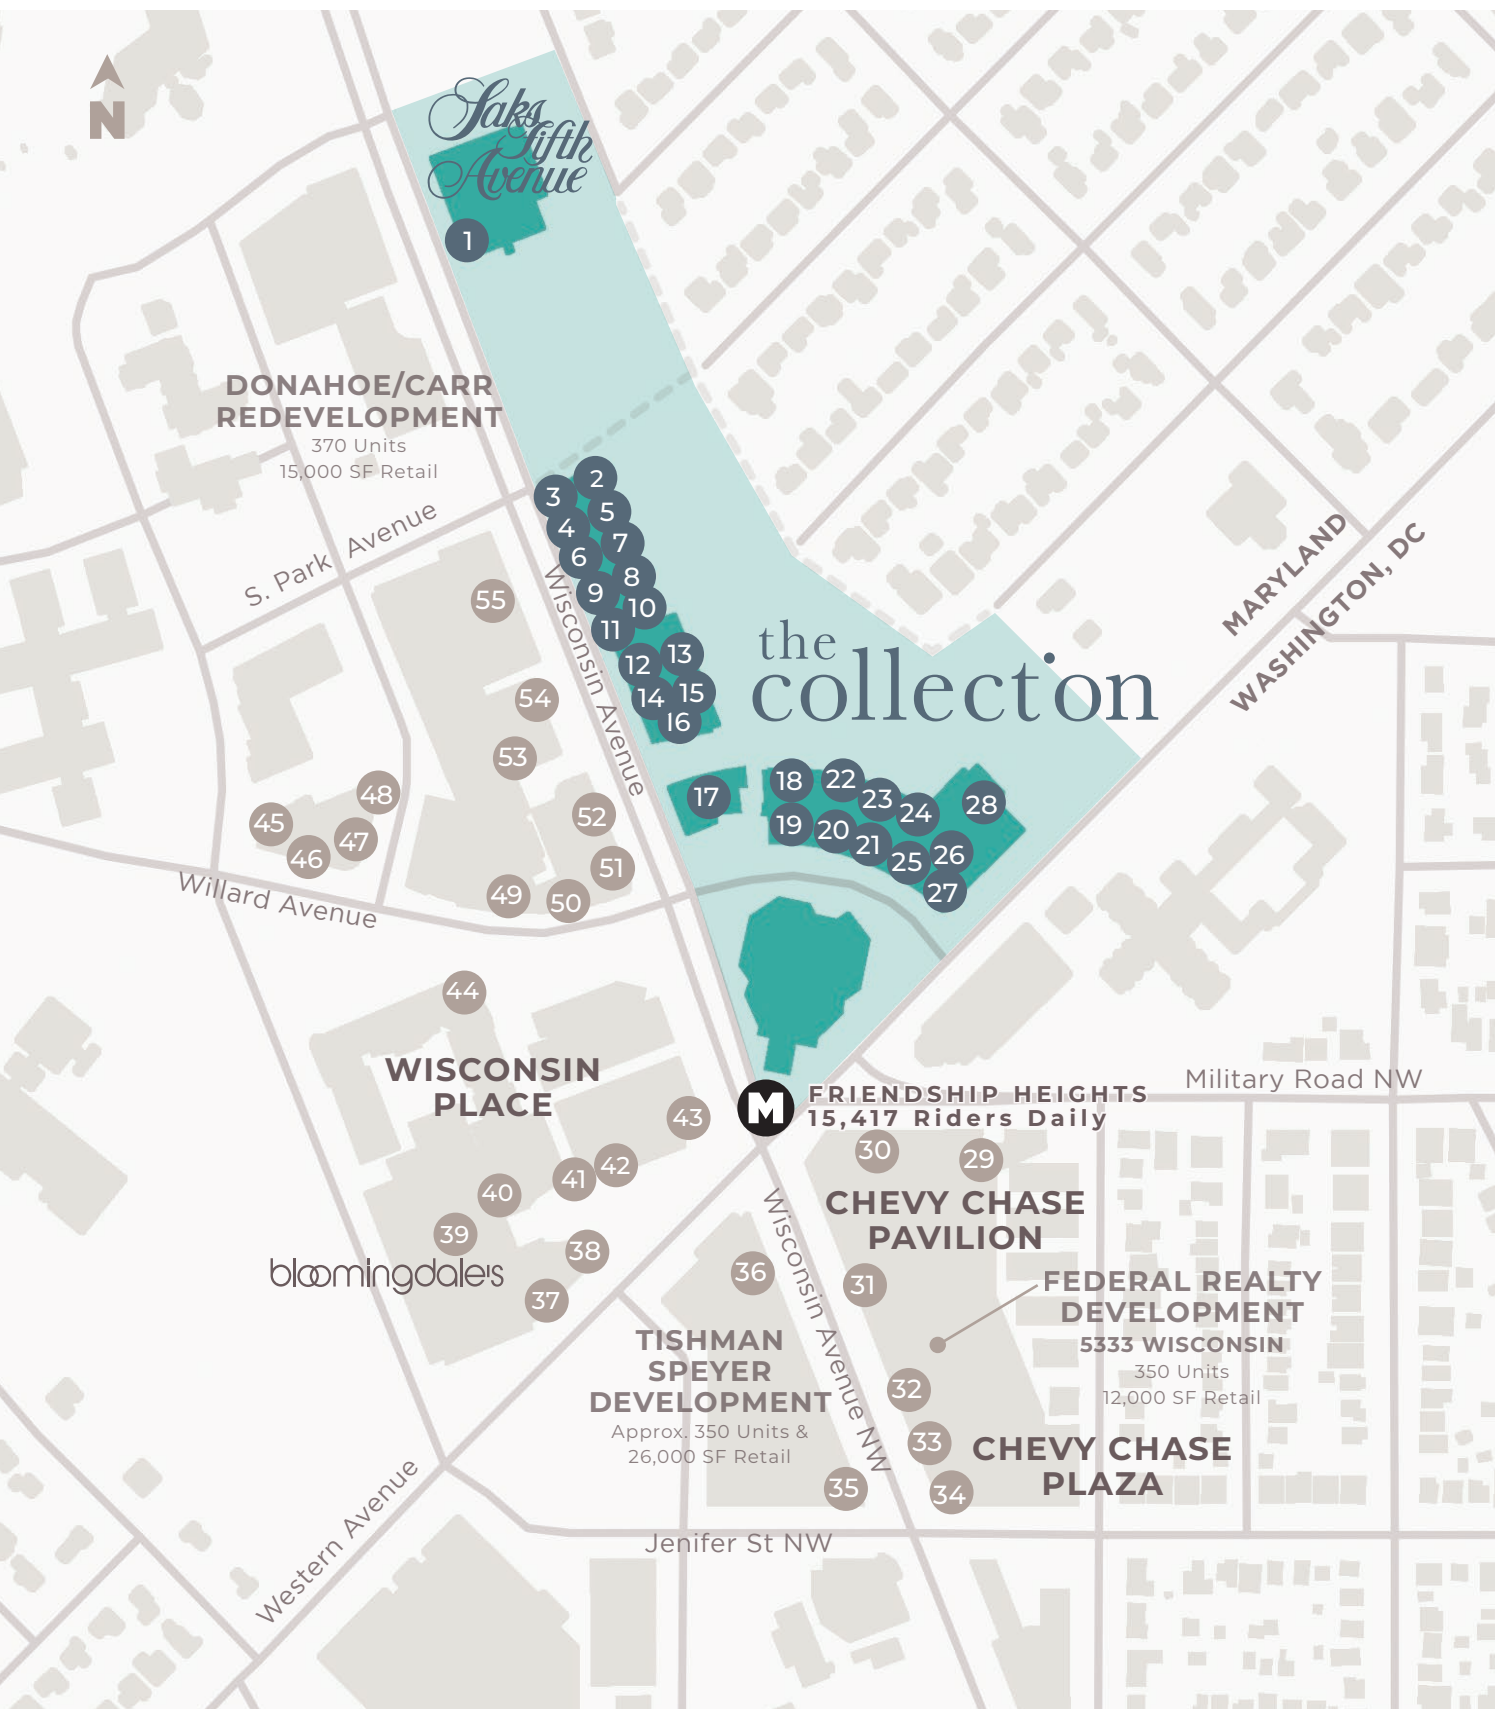 N
Saks
Fifth
Avenue
1
DONAHOE/CARR
REDEVELOPMENT
370 Units
15,000 SF Retail
2
3
5
4
7
6
8
9
10
11
12
13
14
15
16
S. Park Avenue
Wisconsin Avenue
MARYLAND
WASHINGTON, DC
the
collection
55
54
53
52
51
50
49
48
47
46
45
17
18
22
23
24
28
19
20
21
25
26
27
Willard Avenue
44
WISCONSIN
PLACE
43
42
41
40
39
38
37
bloomingdale's
M
FRIENDSHIP HEIGHTS
15,417 Riders Daily
Military Road NW
30
29
CHEVY CHASE
PAVILION
31
36
Wisconsin Avenue NW
FEDERAL REALTY
DEVELOPMENT
5333 WISCONSIN
350 Units
12,000 SF Retail
TISHMAN
SPEYER
DEVELOPMENT
Approx. 350 Units &
26,000 SF Retail
32
33
34
35
CHEVY CHASE
PLAZA
Jenifer St NW
Western Avenue